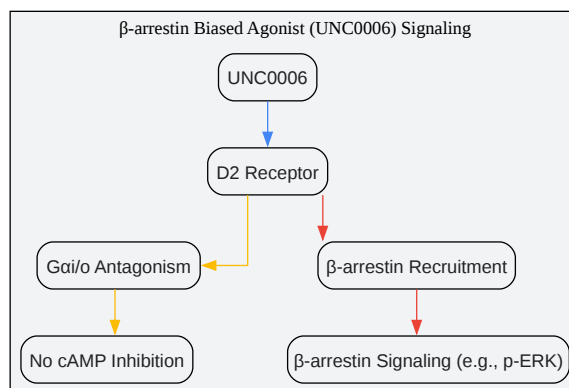 β-arrestin Biased Agonist (UNC0006) Signaling
UNC0006
D2 Receptor
Gαi/o Antagonism
β-arrestin Recruitment
No cAMP Inhibition
β-arrestin Signaling (e.g., p-ERK)